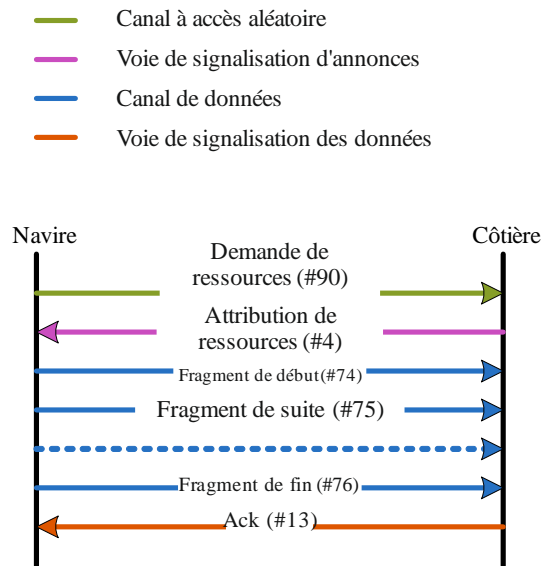 Canal à accès aléatoire
Voie de signalisation d'annonces
Canal de données
Voie de signalisation des données
Navire
Côtière
Demande de
ressources (#90)
Attribution de
ressources (#4)
Fragment de début(#74)
Fragment de suite (#75)
Fragment de fin (#76)
Ack (#13)